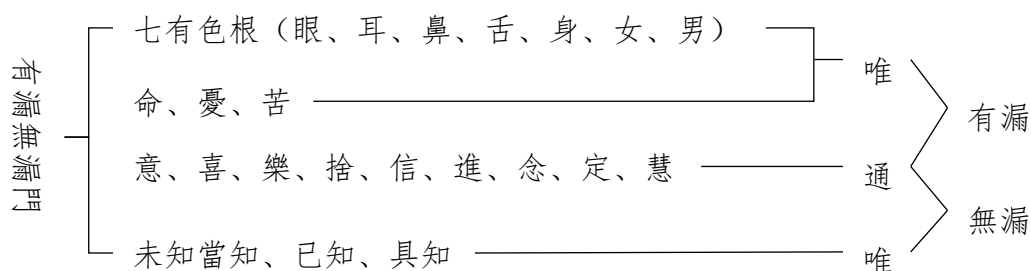 有漏無漏門
七有色根（眼、耳、鼻、舌、身、女、男）
命、憂、苦
唯
意、喜、樂、捨、信、進、念、定、慧
通
未知當知、已知、具知
唯
有漏
無漏